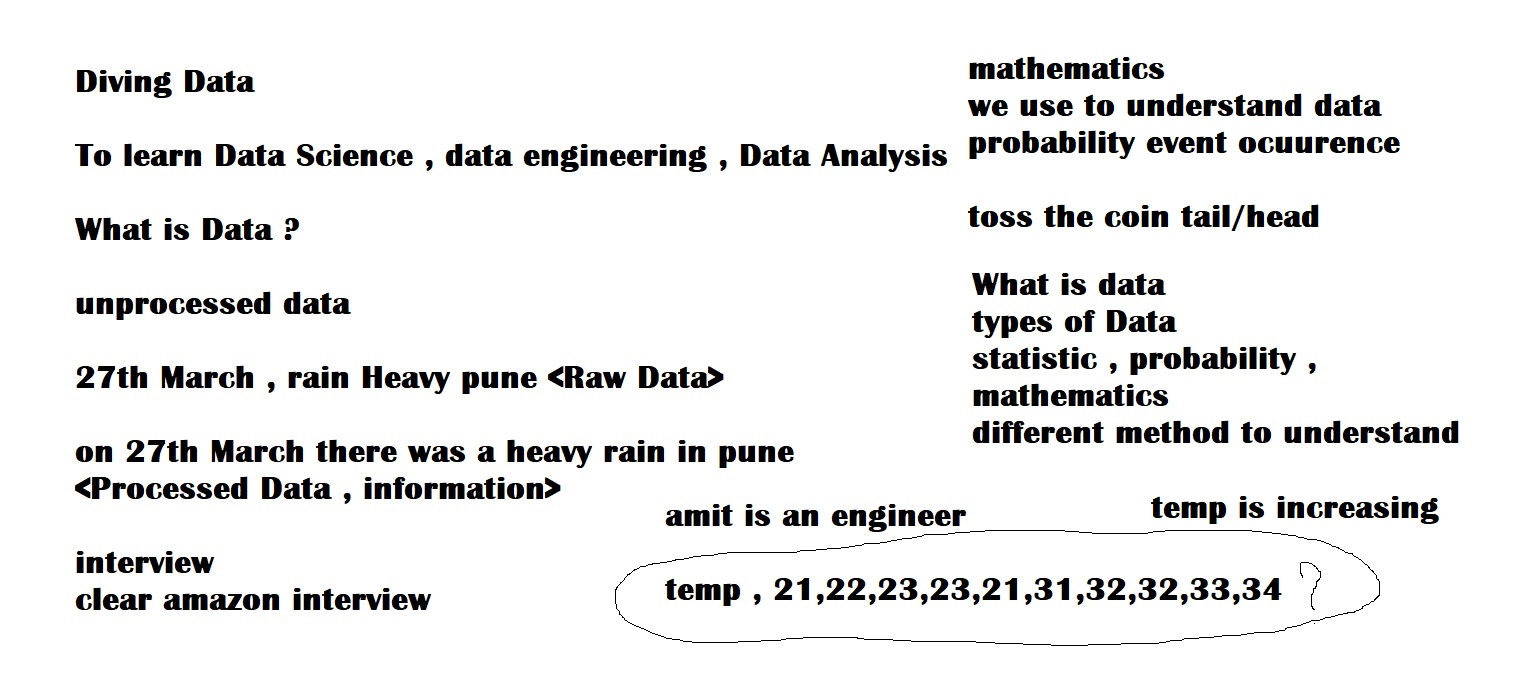 Diving Data
To learn Data Science , data engineering , Data Analysis
What is Data ?
unprocessed data
27th March , rain Heavy pune <Raw Data>
on 27th March there was a heavy rain in pune
<Processed Data , information>
interview
clear amazon interview
mathematics
we use to understand data
probability event ocuurence
toss the coin tail/head
What is data
types of Data
statistic , probability ,
mathematics
different method to understand
amit is an engineer
temp is increasing
temp , 21,22,23,23,21,31,32,32,33,34 ?